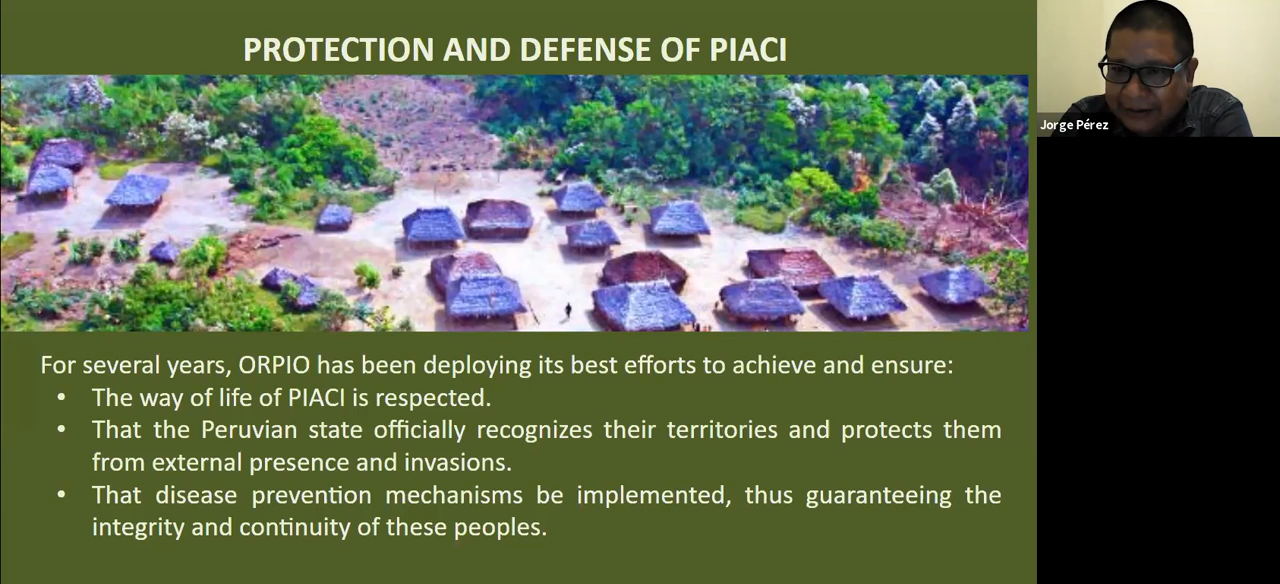 PROTECTION AND DEFENSE OF PIACI
Jorge Pérez
For several years, ORPIO has been deploying its best efforts to achieve and ensure:
• The way of life of PIACI is respected.
• That the Peruvian state officially recognizes their territories and protects them
from external presence and invasions.
• That disease prevention mechanisms be implemented, thus guaranteeing the
integrity and continuity of these peoples.